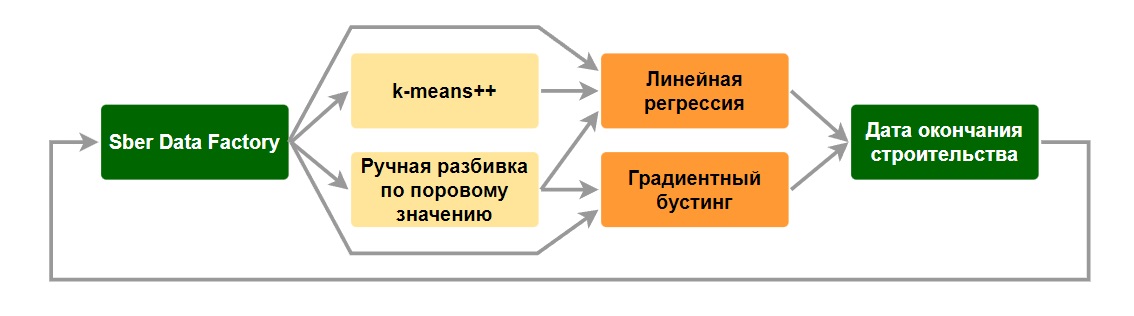 Sber Data Factory
k-means++
Ручная разбивка
по поровому
значению
Линейная
регрессия
Градиентный
бустинг
Дата окончания
строительства